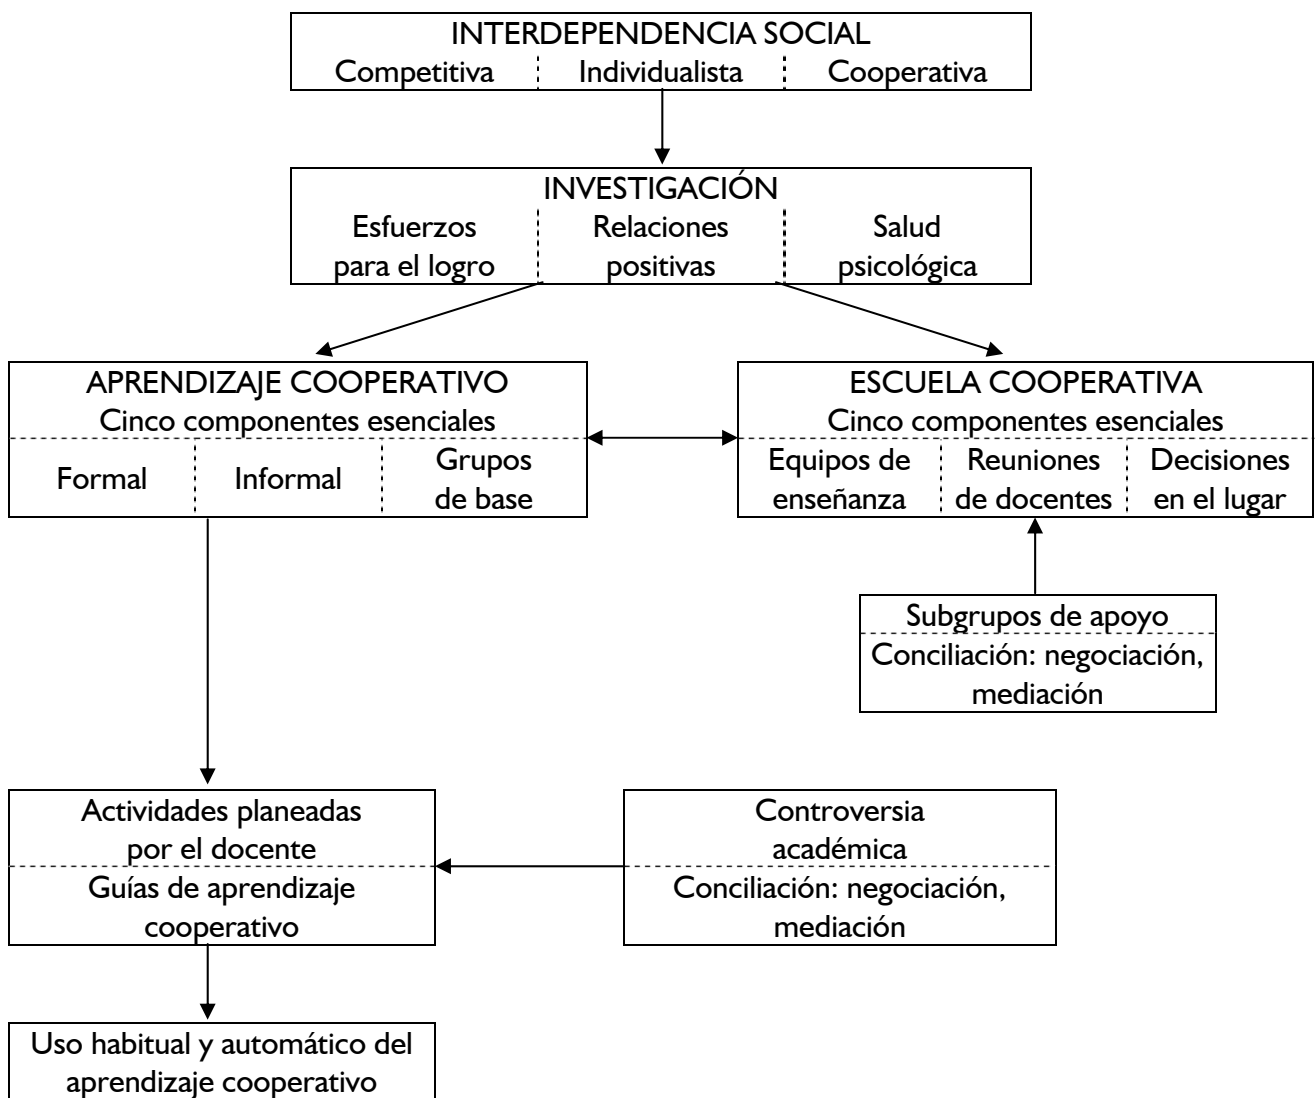 INTERDEPENDENCIA SOCIAL
Competitiva Individualista Cooperativa
INVESTIGACIÓN
Esfuerzos
para el logro
Relaciones
positivas
Salud
psicológica
APRENDIZAJE COOPERATIVO
Cinco componentes esenciales
Formal
Informal
Grupos
de base
ESCUELA COOPERATIVA
Cinco componentes esenciales
Equipos de
enseñanza
Reuniones
de docentes
Decisiones
en el lugar
Subgrupos de apoyo
Conciliación: negociación,
mediación
Actividades planeadas
por el docente
Guías de aprendizaje
cooperativo
Controversia
académica
Conciliación: negociación,
mediación
Uso habitual y automático del
aprendizaje cooperativo